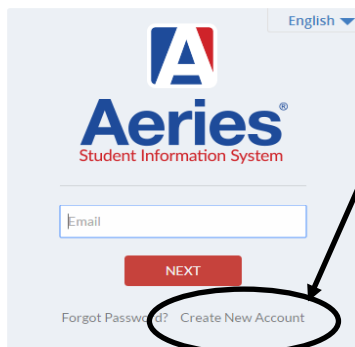 English
Aeries®
Student Information System
Email
NEXT
Forgot Password? Create New Account